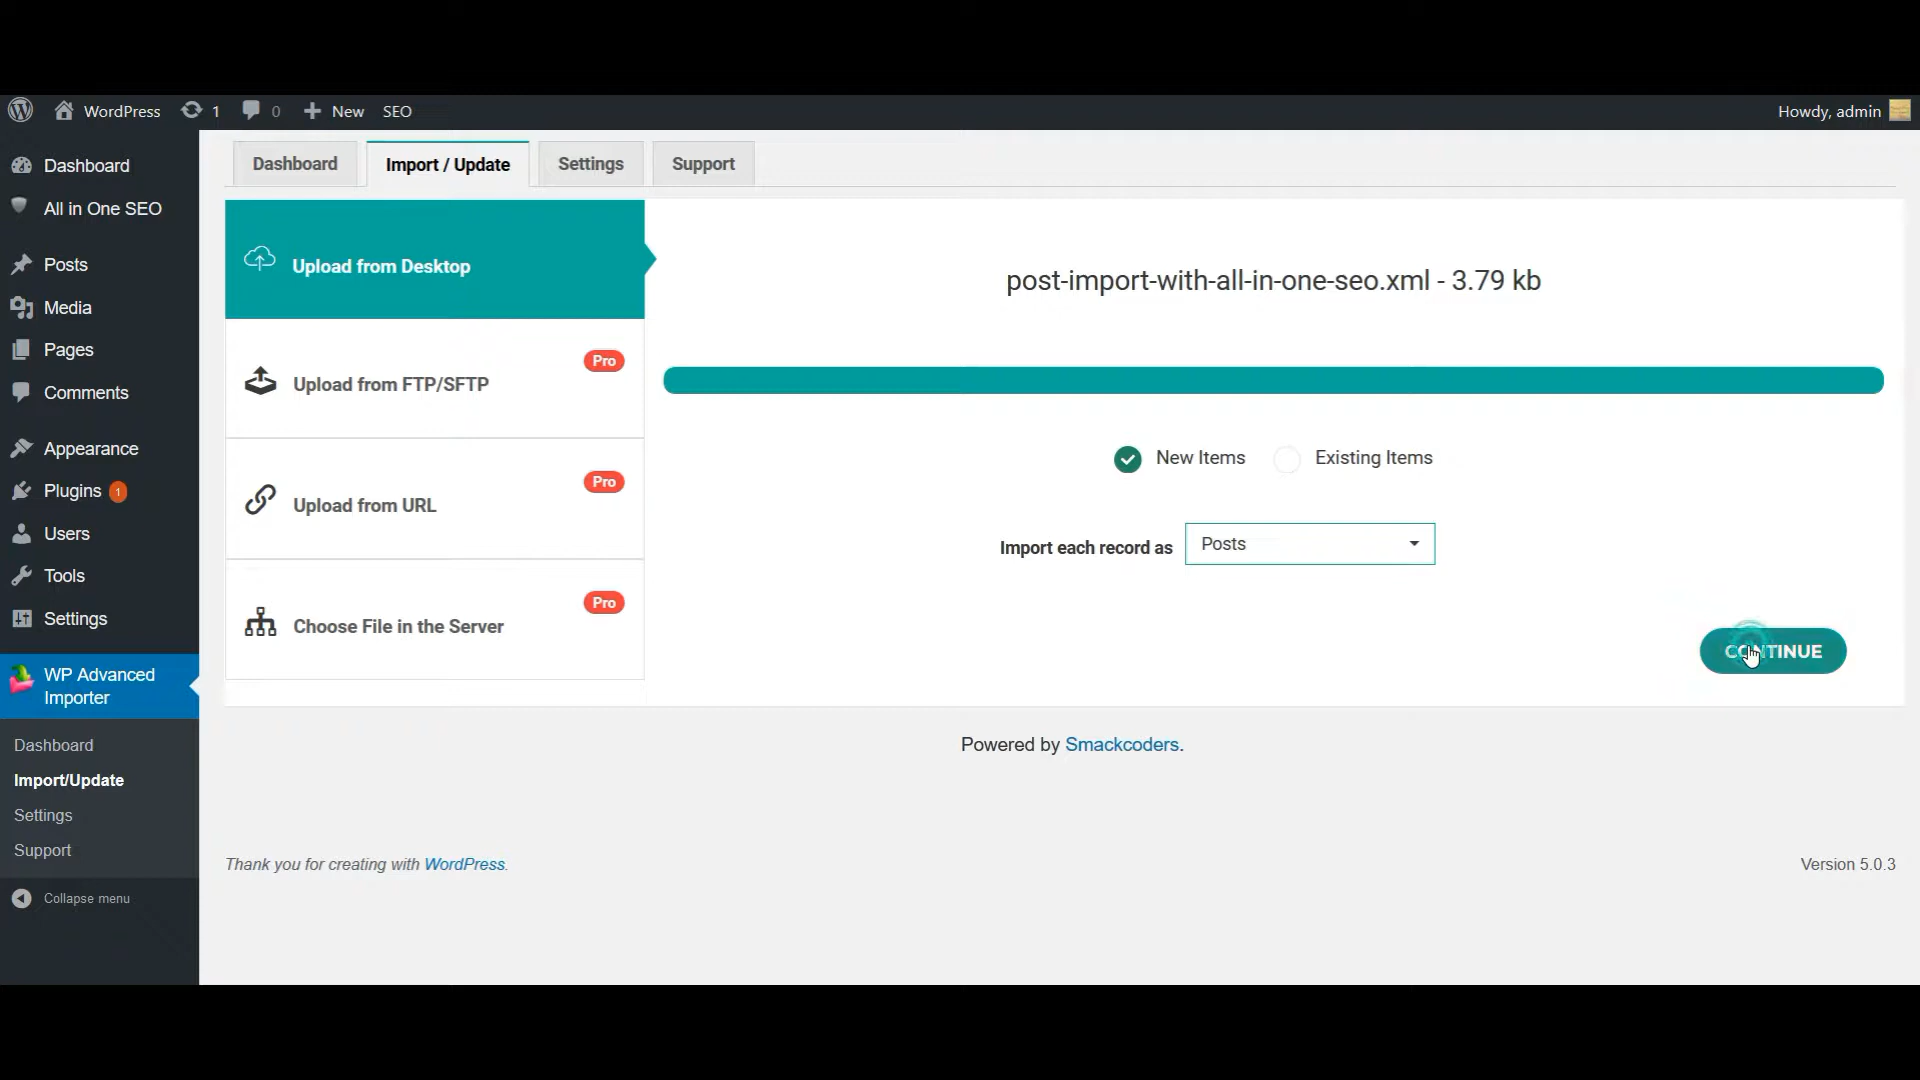 WordPress 1 0 New SEO Howdy, admin
Dashboard
All in One SEO
Posts
Media
Pages
Comments
Appearance
Plugins 1
Users
Tools
Settings
WP Advanced
Importer
Dashboard
Import/Update
Settings
Support
Collapse menu
Dashboard Import / Update Settings Support
Upload from Desktop
Pro
Upload from FTP/SFTP
Pro
Upload from URL
Pro
Choose File in the Server
post-import-with-all-in-one-seo.xml - 3.79 kb
New Items Existing Items
Import each record as Posts
CONTINUE
Powered by Smackcoders.
Thank you for creating with WordPress. Version 5.0.3